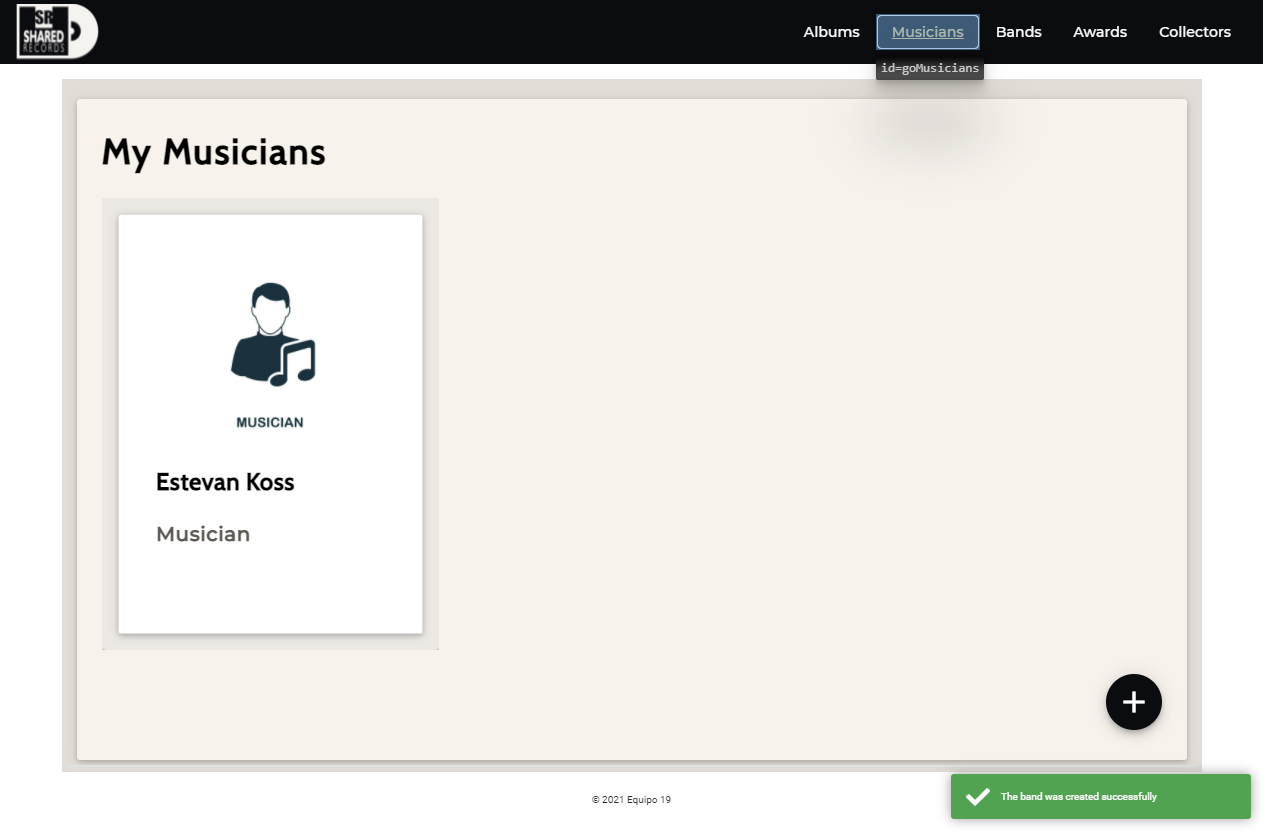 SR
SHARED
RECORDS
Albums
Musicians
Bands
Awards
Collectors
id=goMusicians
My Musicians
MUSICIAN
Estevan Koss
Musician
© 2021 Equipo 19
The band was created successfully